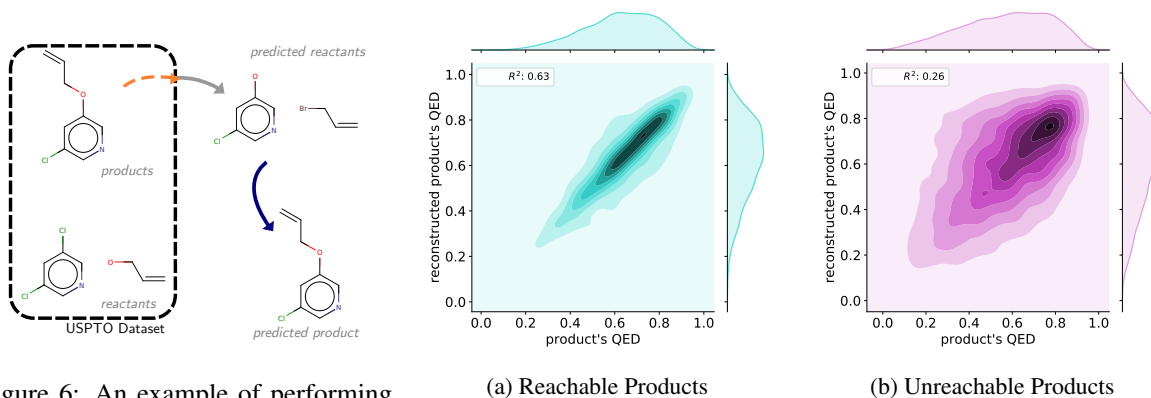 predicted reactants
O
Br
Cl
N
O
Cl
N
products
Cl
O
Cl
N
reactants
USPTO Dataset
O
Cl
N
predicted product
gure 6: An example of performing
R²: 0.63
reconstructed product's QED
1.0
0.8
0.6
0.4
0.2
0.0
0.0 0.2 0.4 0.6 0.8 1.0
product's QED
(a) Reachable Products
R²: 0.26
reconstructed product's QED
1.0
0.8
0.6
0.4
0.2
0.0
0.0 0.2 0.4 0.6 0.8 1.0
product's QED
(b) Unreachable Products